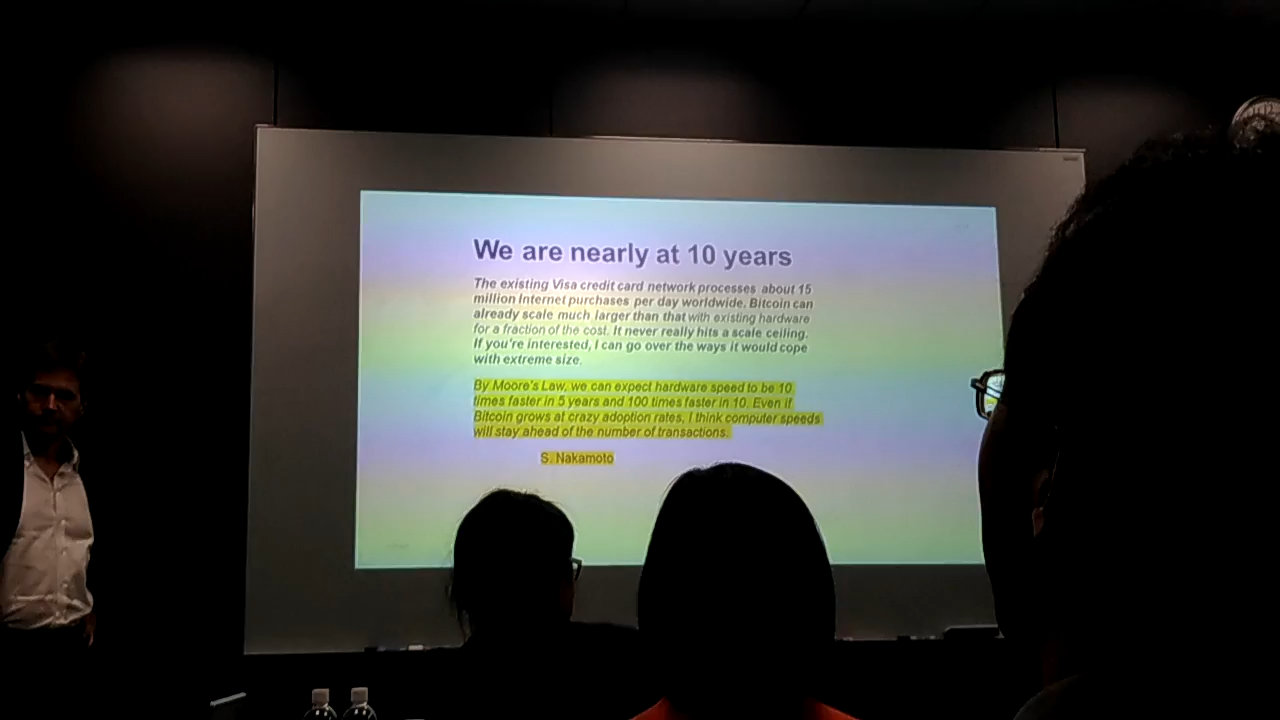 We are nearly at 10 years
The existing Visa credit card network processes about 15
million Internet purchases per day worldwide. Bitcoin can
already scale much larger than that with existing hardware
for a fraction of the cost. It never really hits a scale ceiling.
If you're interested, I can go over the ways it would cope
with extreme size.
By Moore's Law, we can expect hardware speed to be 10
times faster in 5 years and 100 times faster in 10. Even if
Bitcoin grows at crazy adoption rates, I think computer speeds
will stay ahead of the number of transactions.
S. Nakamoto